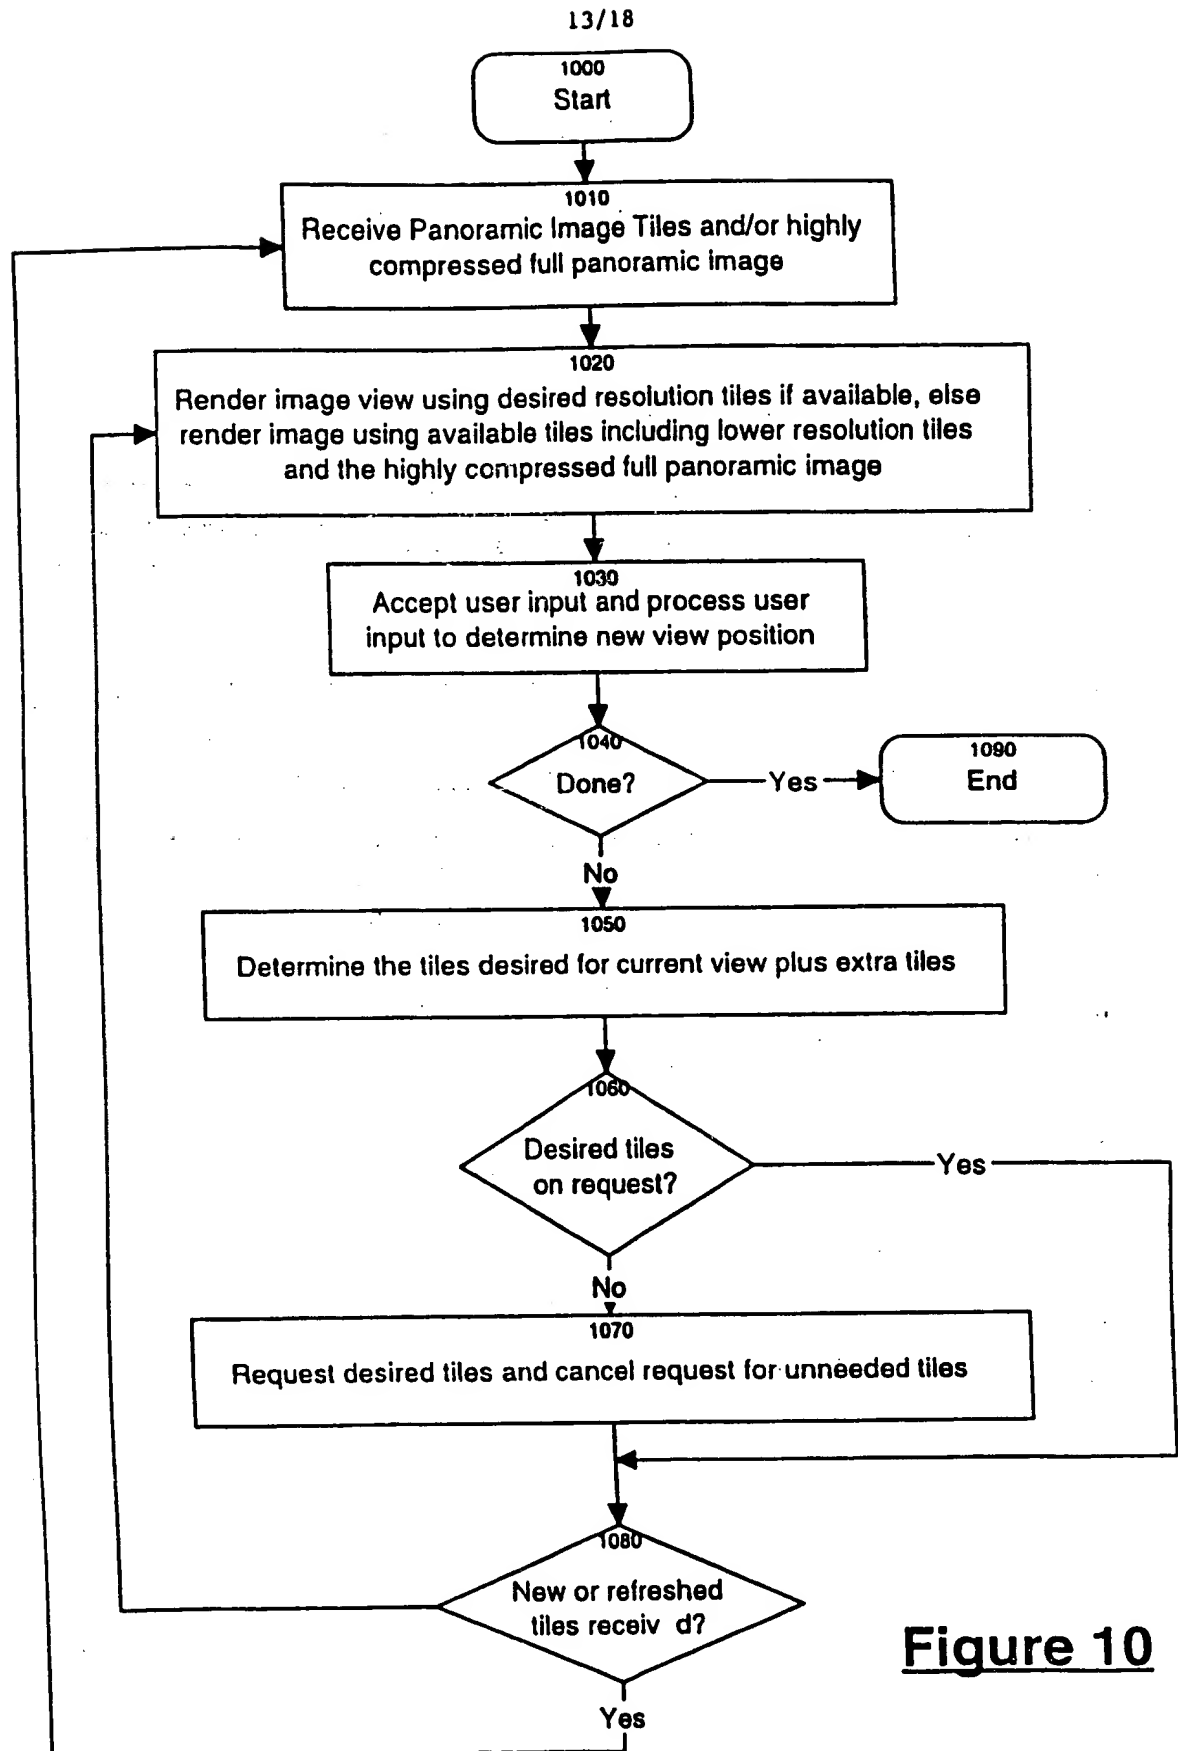 13/18
1000
Start
1010
Receive Panoramic Image Tiles and/or highly
compressed full panoramic image
1020
Render image view using desired resolution tiles if available, else
render image using available tiles including lower resolution tiles
and the highly compressed full panoramic image
1030
Accept user input and process user
input to determine new view position
1040
Done?
Yes
1090
End
No
1050
Determine the tiles desired for current view plus extra tiles
1060
Desired tiles
on request?
Yes
No
1070
Request desired tiles and cancel request for unneeded tiles
1080
New or refreshed
tiles receiv d?
Figure 10
Yes